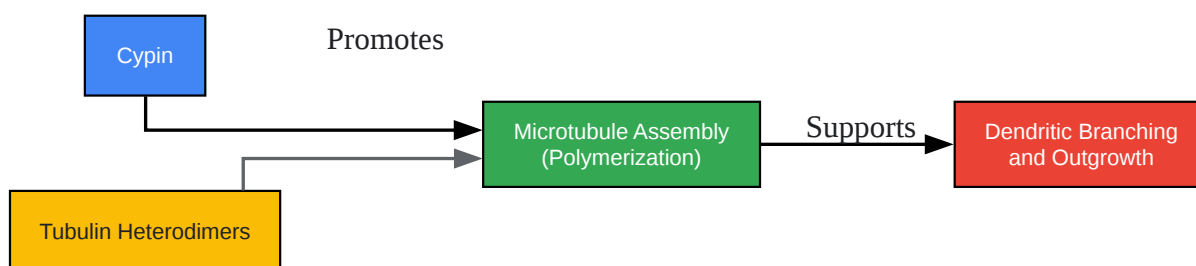 Promotes
Cypin
Microtubule Assembly
(Polymerization)
Supports
Dendritic Branching
and Outgrowth
Tubulin Heterodimers